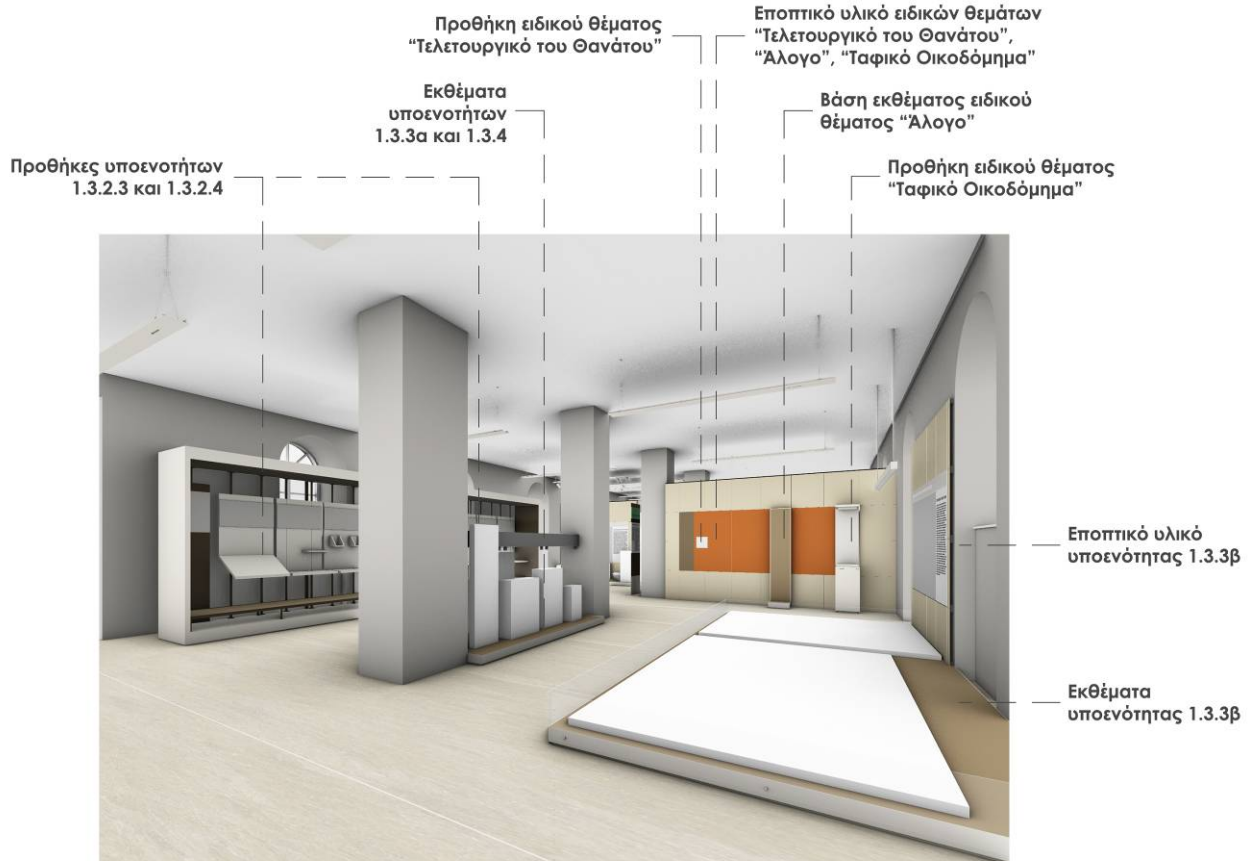 Προθήκη ειδικού θέματος
“Τελετουργικό του Θανάτου”
Εποπτικό υλικό ειδικών θεμάτων
“Τελετουργικό του Θανάτου”,
“Άλογο”, “Ταφικό Οικοδόμημα”
Εκθέματα
υποενοτήτων
1.3.3α και 1.3.4
Βάση εκθέματος ειδικού
θέματος “Άλογο”
Προθήκες υποενοτήτων
1.3.2.3 και 1.3.2.4
Προθήκη ειδικού θέματος
“Ταφικό Οικοδόμημα”
Εποπτικό υλικό
υποενότητας 1.3.3β
Εκθέματα
υποενότητας 1.3.3β